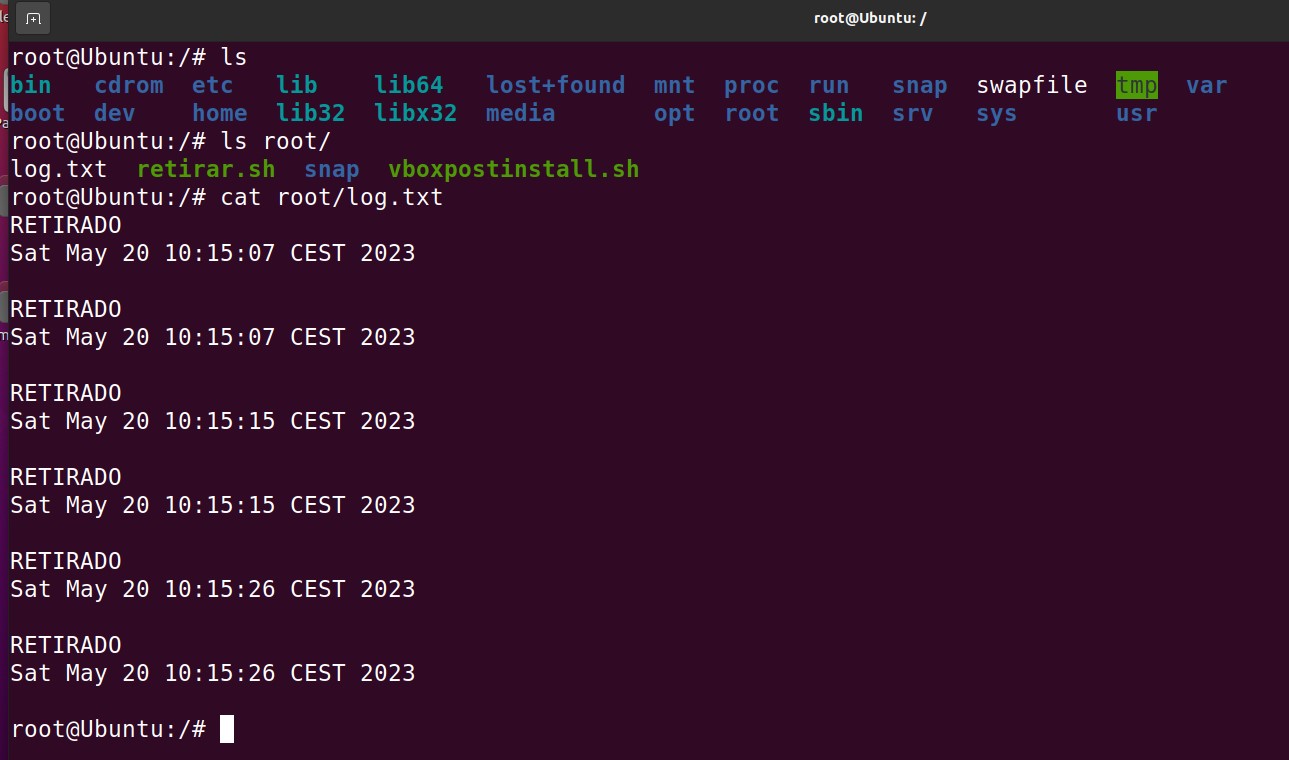 root@Ubuntu: /
root@Ubuntu:/# ls
bin cdrom etc lib lib64 lost+found mnt proc run snap swapfile tmp var
boot dev home lib32 libx32 media opt root sbin srv sys usr
root@Ubuntu:/# ls root/
log.txt retirar.sh snap vboxpostinstall.sh
root@Ubuntu:/# cat root/log.txt
RETIRADO
Sat May 20 10:15:07 CEST 2023
RETIRADO
Sat May 20 10:15:07 CEST 2023
RETIRADO
Sat May 20 10:15:15 CEST 2023
RETIRADO
Sat May 20 10:15:15 CEST 2023
RETIRADO
Sat May 20 10:15:26 CEST 2023
RETIRADO
Sat May 20 10:15:26 CEST 2023
root@Ubuntu:/#